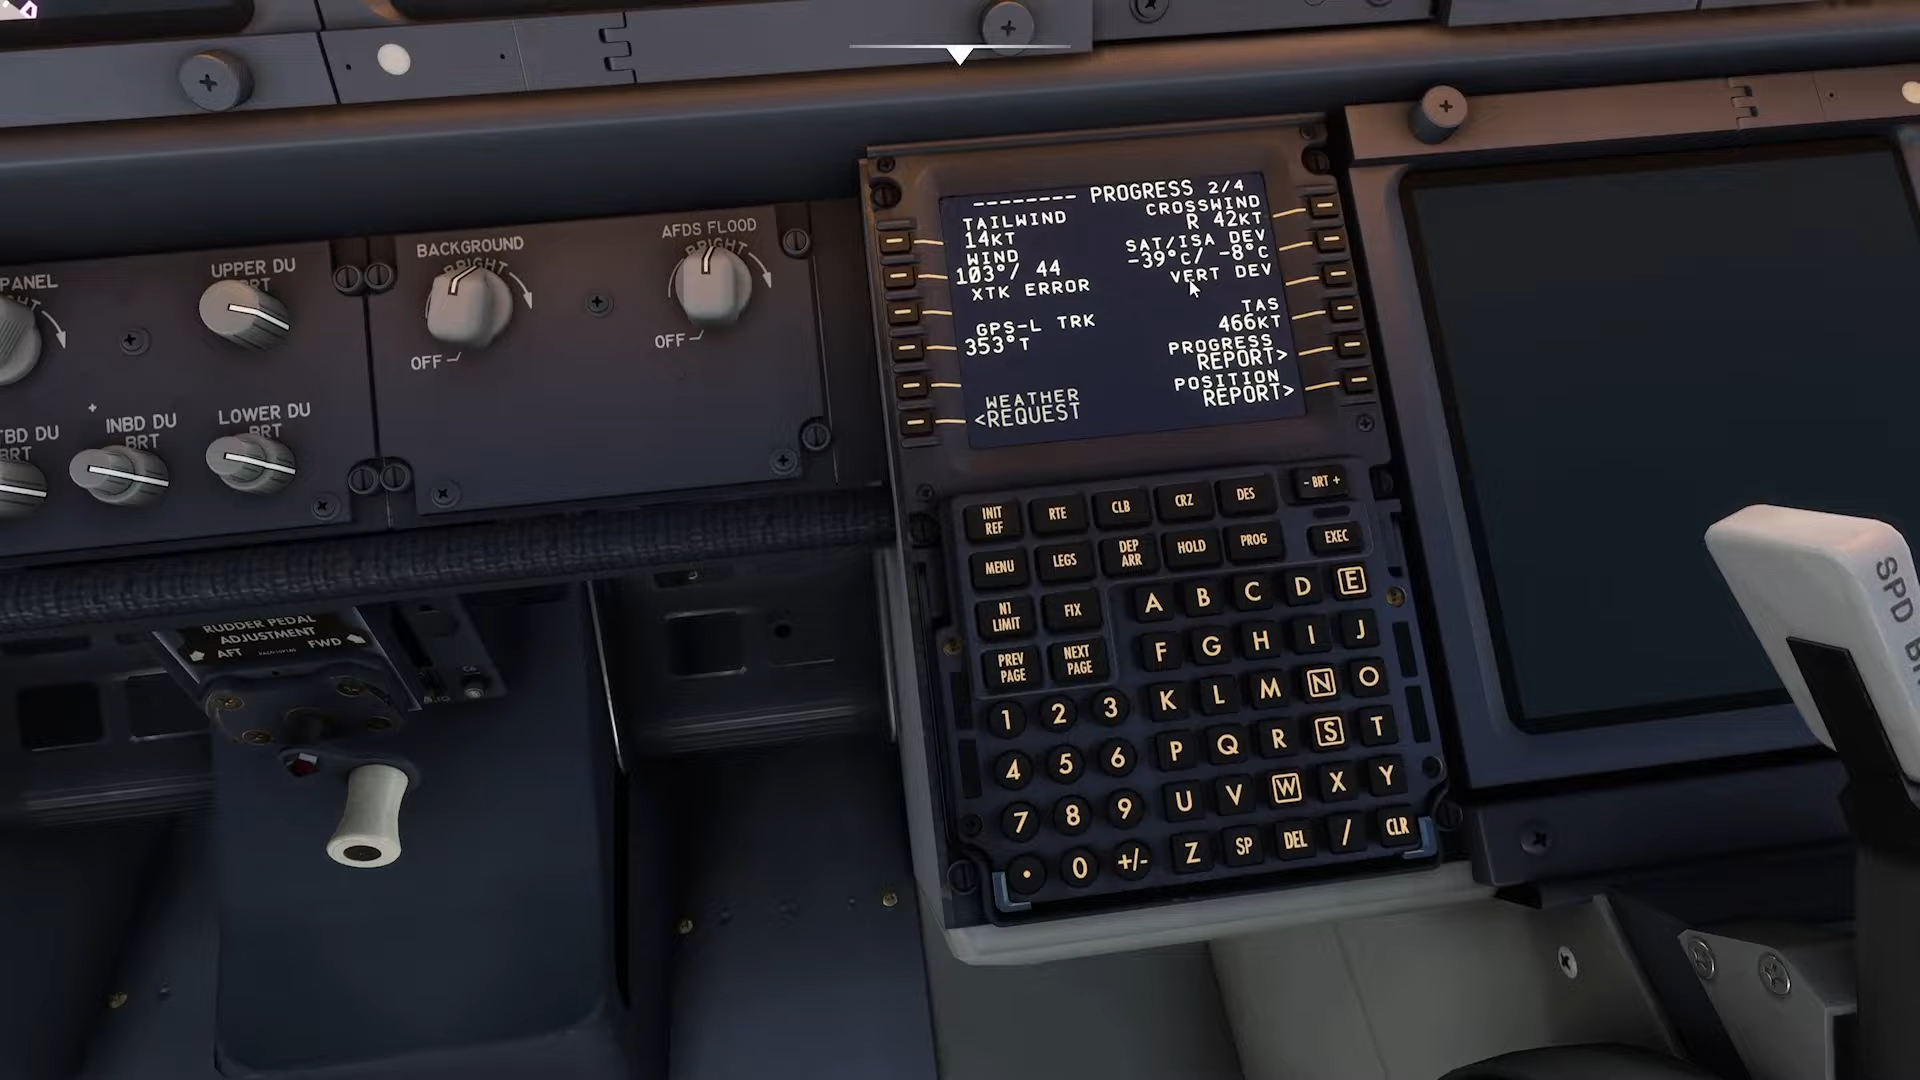 -------- PROGRESS 2/4
TAILWIND CROSSWIND
14KT R 42KT
WIND SAT/ISA DEV
103°/ 44 -39°C/ -8°C
XTK ERROR VERT DEV
GPS-L TRK TAS
353°T 466KT
PROGRESS
REPORT>
WEATHER POSITION
<REQUEST REPORT>
PANEL
UPPER DU
BRT
INBD DU
BRT
LOWER DU
BRT
DU
BRT
BACKGROUND
BRIGHT
OFF
AFDS FLOOD
BRIGHT
OFF
RUDDER PEDAL
ADJUSTMENT
AFT FWD
INIT REF
RTE
CLB
CRZ
DES
- BRT +
MENU
LEGS
DEP ARR
HOLD
PROG
EXEC
N1 LIMIT
FIX
PREV PAGE
NEXT PAGE
A B C D E
F G H I J
K L M N O
P Q R S T
U V W X Y
Z SP DEL / CLR
1 2 3
4 5 6
7 8 9
. 0 +/-
SPD